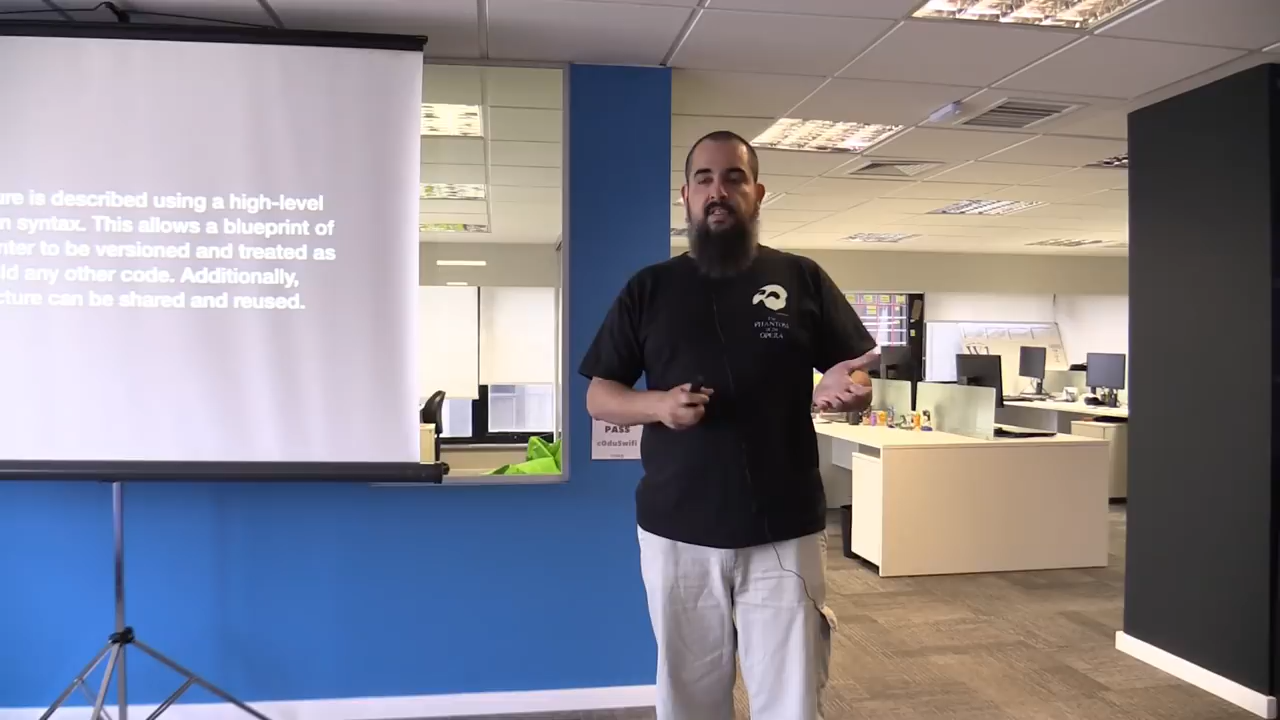 ure is described using a high-level
n syntax. This allows a blueprint of
nter to be versioned and treated as
ld any other code. Additionally,
cture can be shared and reused.
The
PHANTOM
of the
OPERA
PASS
c0du5wifi